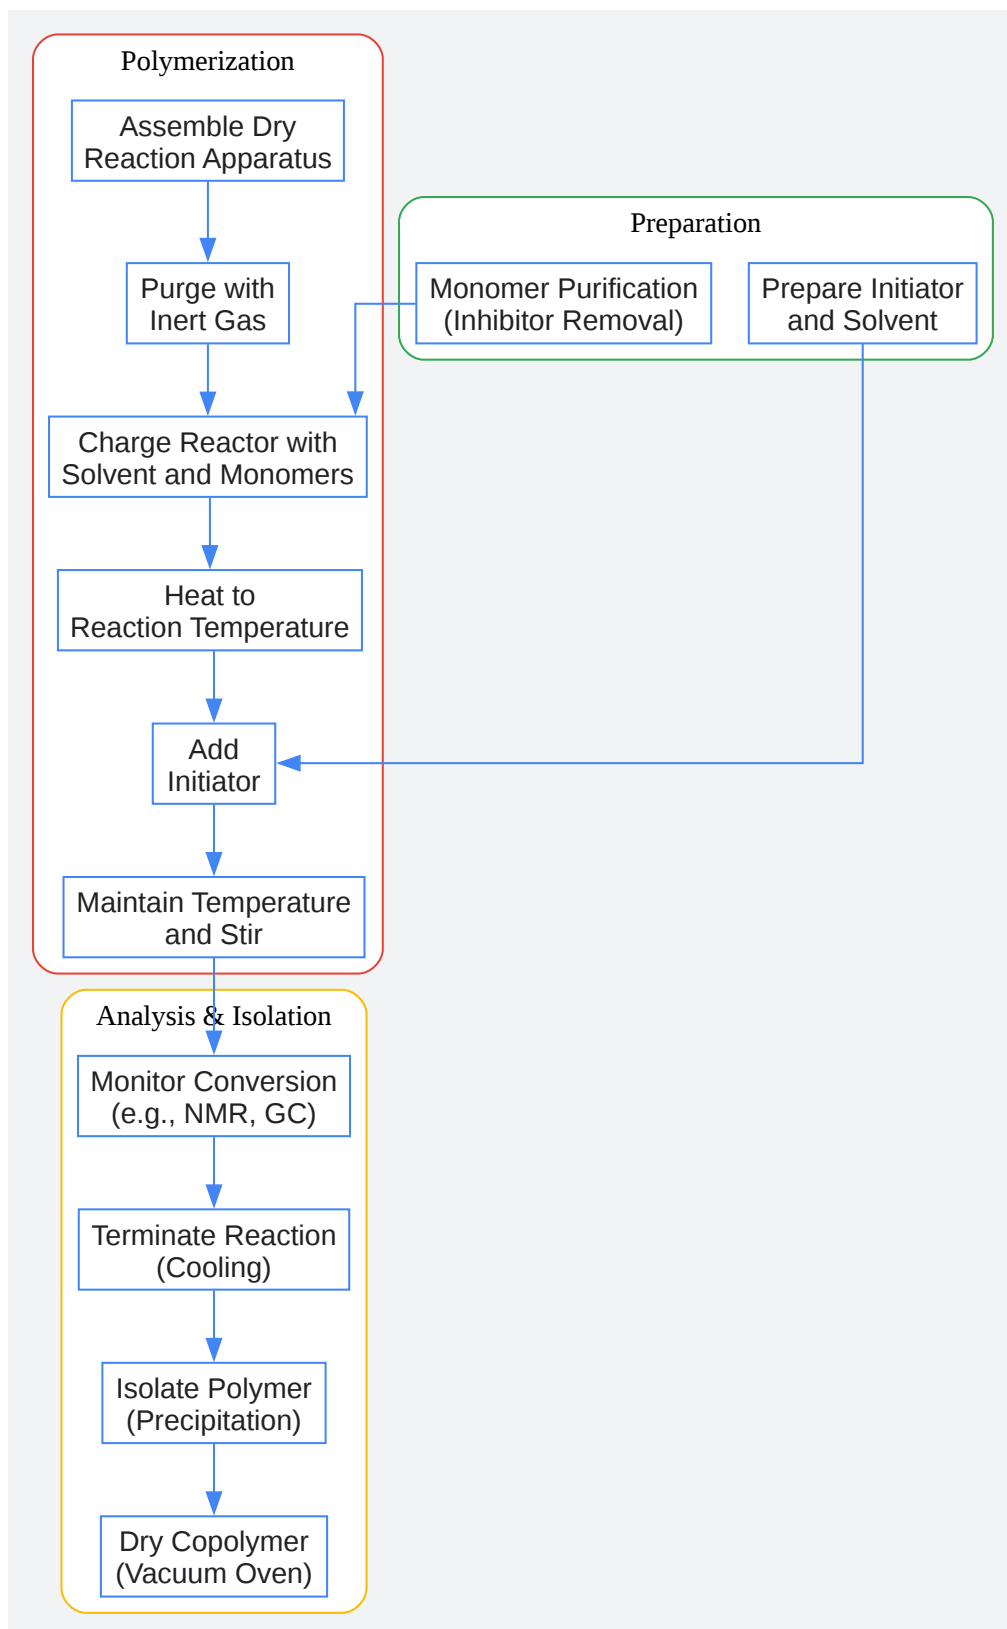 Polymerization
Assemble Dry
Reaction Apparatus
Preparation
Purge with
Inert Gas
Monomer Purification
(Inhibitor Removal)
Prepare Initiator
and Solvent
Charge Reactor with
Solvent and Monomers
Heat to
Reaction Temperature
Add
Initiator
Maintain Temperature
and Stir
Analysis & Isolation
Monitor Conversion
(e.g., NMR, GC)
Terminate Reaction
(Cooling)
Isolate Polymer
(Precipitation)
Dry Copolymer
(Vacuum Oven)